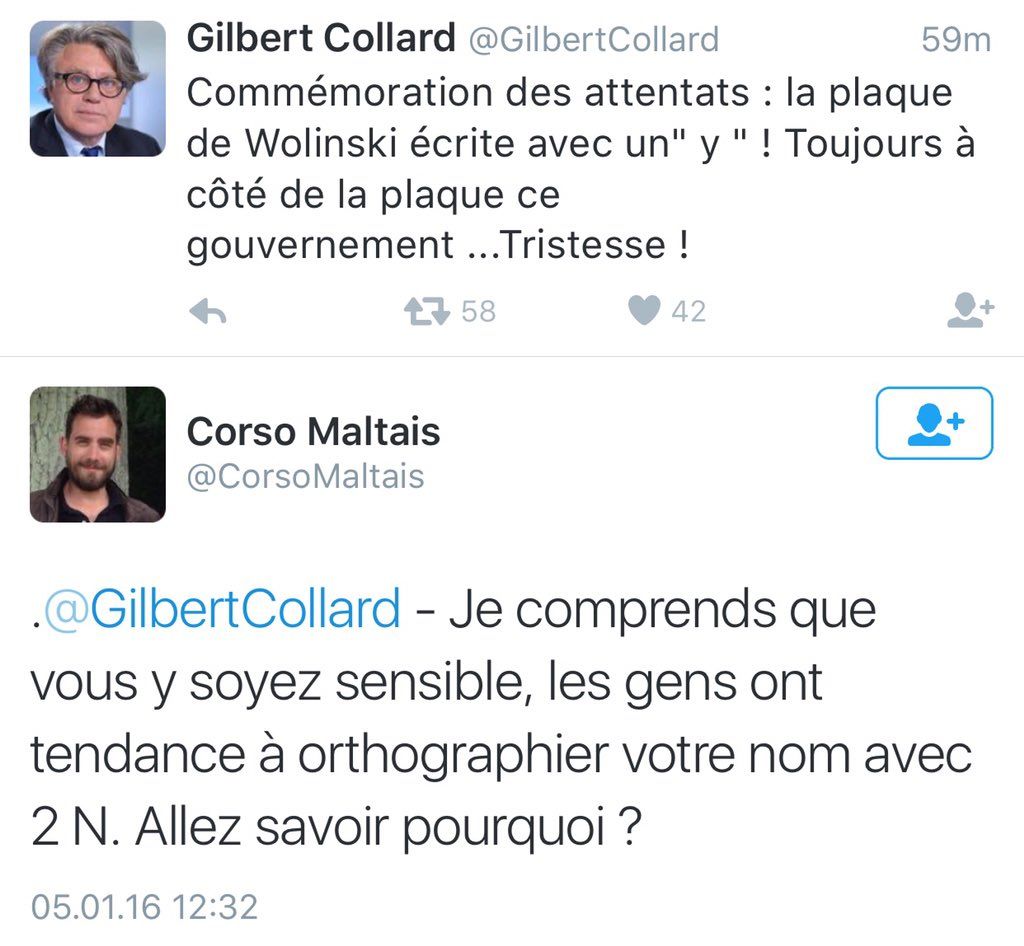 Gilbert Collard @GilbertCollard 59m
Commémoration des attentats : la plaque
de Wolinski écrite avec un" y " ! Toujours à
côté de la plaque ce
gouvernement ...Tristesse !
58 42
Corso Maltais
@CorsoMaltais
.@GilbertCollard - Je comprends que
vous y soyez sensible, les gens ont
tendance à orthographier votre nom avec
2 N. Allez savoir pourquoi ?
05.01.16 12:32